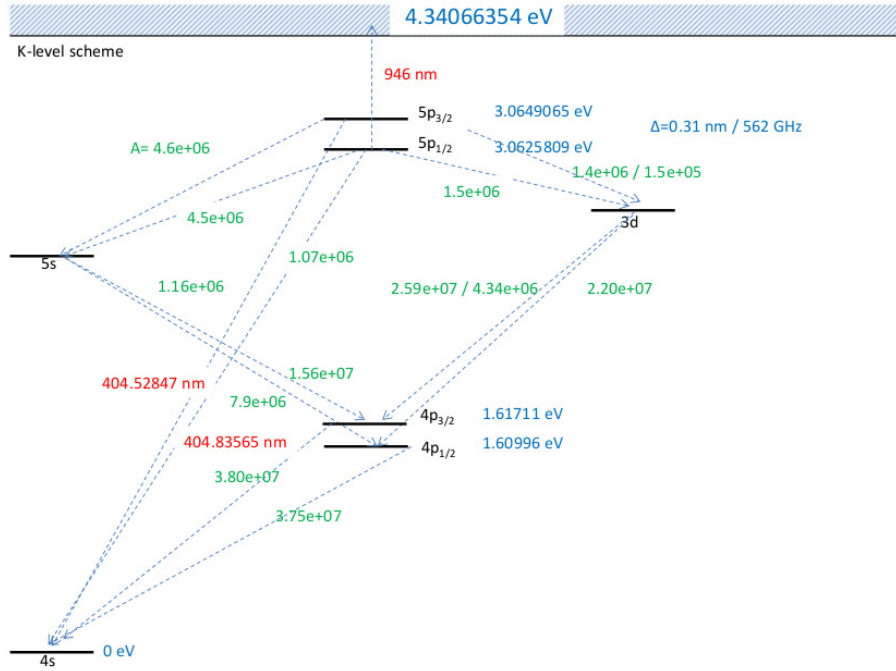 4.34066354 eV
K-level scheme
946 nm
5p3/2
3.0649065 eV
Δ=0.31 nm / 562 GHz
A= 4.6e+06
5p1/2
3.0625809 eV
1.4e+06 / 1.5e+05
1.5e+06
4.5e+06
3d
5s
1.07e+06
1.16e+06
2.59e+07 / 4.34e+06
2.20e+07
404.52847 nm
1.56e+07
7.9e+06
4p3/2
1.61711 eV
404.83565 nm
4p1/2
1.60996 eV
3.80e+07
3.75e+07
0 eV
4s